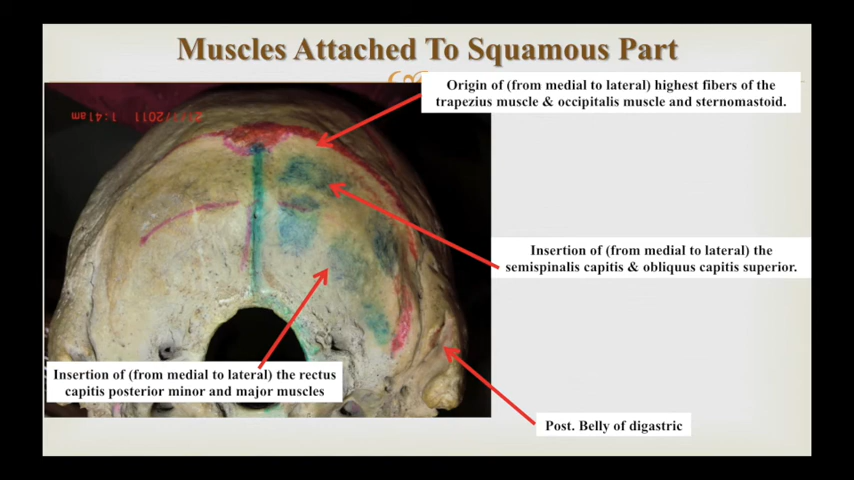 Muscles Attached To Squamous Part
Origin of (from medial to lateral) highest fibers of the
trapezius muscle & occipitalis muscle and sternomastoid.
Insertion of (from medial to lateral) the
semispinalis capitis & obliquus capitis superior.
Insertion of (from medial to lateral) the rectus
capitis posterior minor and major muscles
Post. Belly of digastric